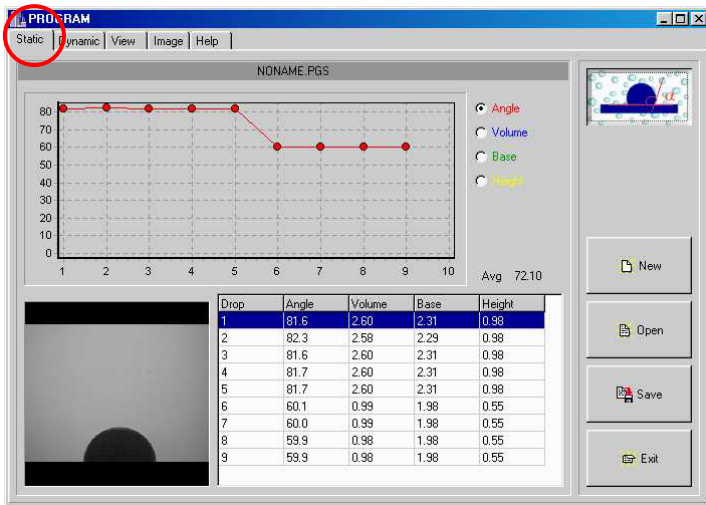 PROGRAM
Static Dynamic View Image Help
NONAME.PGS
80
70
60
50
40
30
20
10
0
1 2 3 4 5 6 7 8 9 10
Angle
Volume
Base
Height
Avg 72.10
α
Drop Angle Volume Base Height
1 81.6 2.60 2.31 0.98
2 82.3 2.58 2.29 0.98
3 81.6 2.60 2.31 0.98
4 81.7 2.60 2.31 0.98
5 81.7 2.60 2.31 0.98
6 60.1 0.99 1.98 0.55
7 60.0 0.99 1.98 0.55
8 59.9 0.98 1.98 0.55
9 59.9 0.98 1.98 0.55
New
Open
Save
Exit